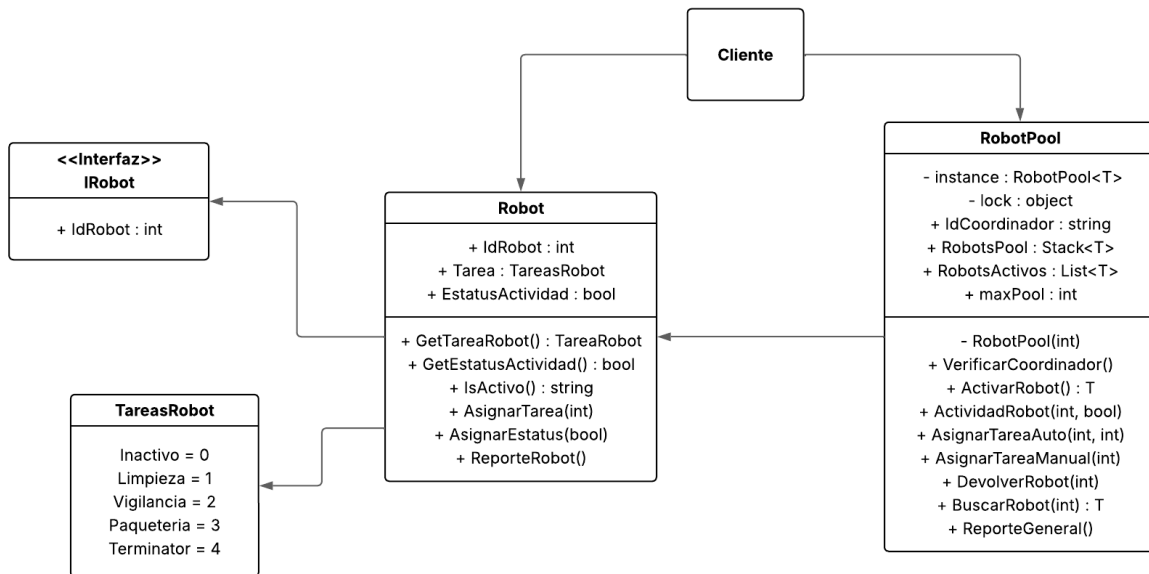 Cliente
<<Interfaz>>
IRobot
+ IdRobot : int
Robot
+ IdRobot : int
+ Tarea : TareasRobot
+ EstatusActividad : bool
+ GetTareaRobot() : TareaRobot
+ GetEstatusActividad() : bool
+ IsActivo() : string
+ AsignarTarea(int)
+ AsignarEstatus(bool)
+ ReporteRobot()
TareasRobot
Inactivo = 0
Limpieza = 1
Vigilancia = 2
Paqueteria = 3
Terminator = 4
RobotPool
- instance : RobotPool<T>
- lock : object
+ IdCoordinador : string
+ RobotsPool : Stack<T>
+ RobotsActivos : List<T>
+ maxPool : int
- RobotPool(int)
+ VerificarCoordinador()
+ ActivarRobot() : T
+ ActividadRobot(int, bool)
+ AsignarTareaAuto(int, int)
+ AsignarTareaManual(int)
+ DevolverRobot(int)
+ BuscarRobot(int) : T
+ ReporteGeneral()